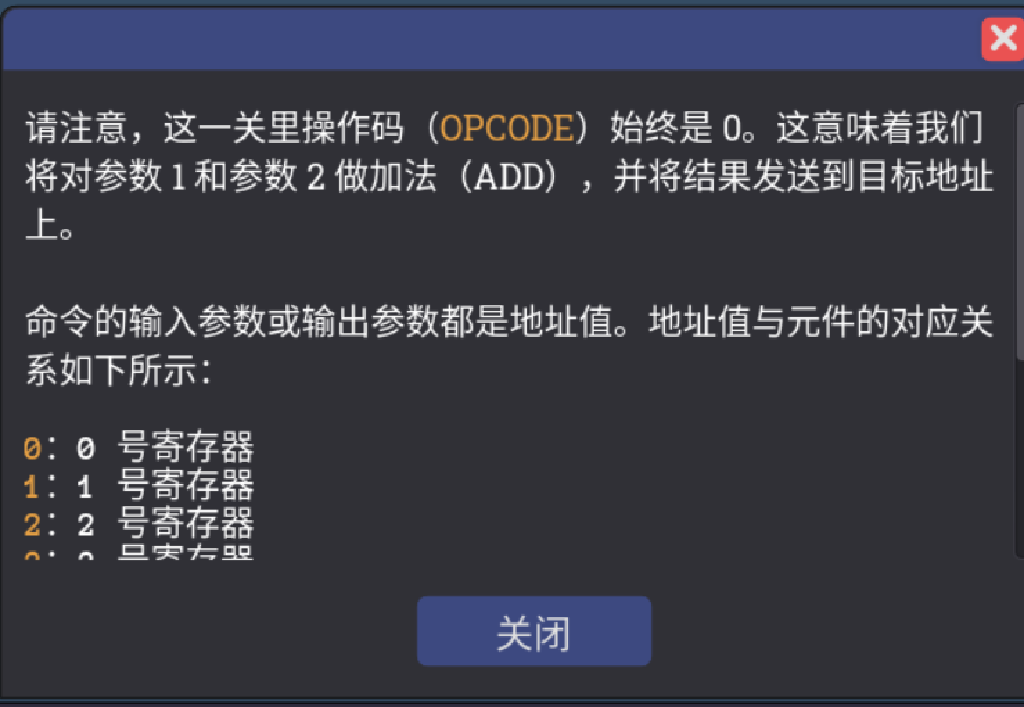 请注意，这一关里操作码（OPCODE）始终是 0。这意味着我们
将对参数 1 和参数 2 做加法（ADD），并将结果发送到目标地址
上。
命令的输入参数或输出参数都是地址值。地址值与元件的对应关
系如下所示：
0：0 号寄存器
1：1 号寄存器
2：2 号寄存器
关闭